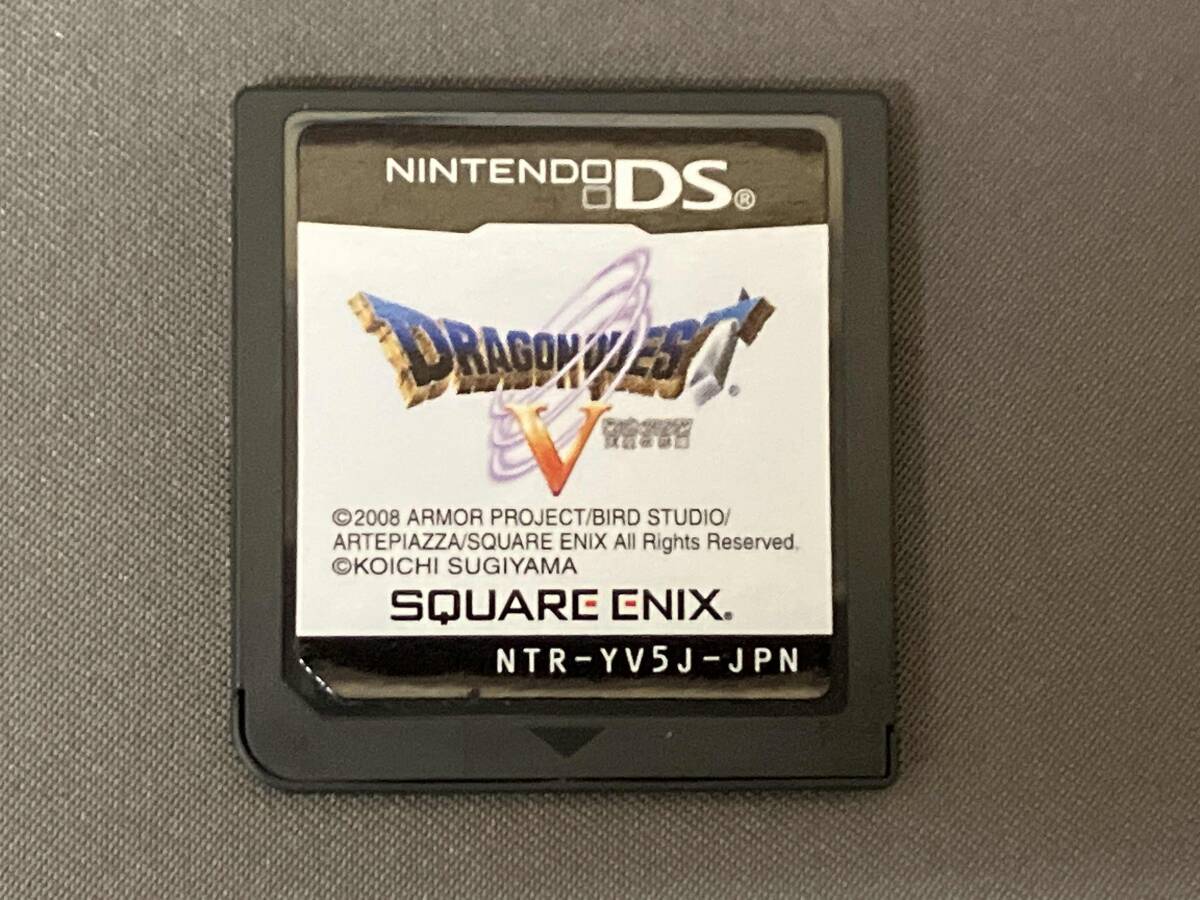 NINTENDO DS®
DRAGON QUEST®
V
©2008 ARMOR PROJECT/BIRD STUDIO/
ARTEPIAZZA/SQUARE ENIX All Rights Reserved.
©KOICHI SUGIYAMA
SQUARE ENIX®
NTR-YV5J-JPN